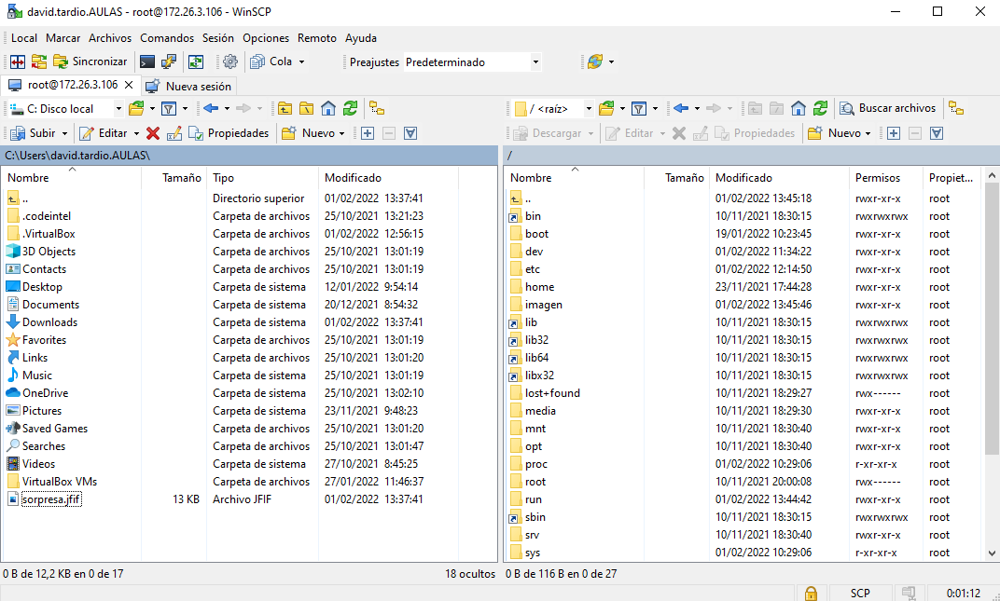 david.tardio.AULAS - root@172.26.3.106 - WinSCP
Local Marcar Archivos Comandos Sesión Opciones Remoto Ayuda
Sincronizar Cola Preajustes Predeterminado
root@172.26.3.106 Nueva sesión
C: Disco local / <raíz> Buscar archivos
Subir Editar Propiedades Nuevo Descargar Editar Propiedades Nuevo
C:\Users\david.tardio.AULAS\
Nombre Tamaño Tipo Modificado
.. Directorio superior 01/02/2022 13:37:41
.codeintel Carpeta de archivos 25/10/2021 13:21:23
.VirtualBox Carpeta de archivos 01/02/2022 12:56:15
3D Objects Carpeta de archivos 25/10/2021 13:01:19
Contacts Carpeta de archivos 25/10/2021 13:01:19
Desktop Carpeta de sistema 12/01/2022 9:54:14
Documents Carpeta de sistema 20/12/2021 8:54:32
Downloads Carpeta de sistema 01/02/2022 13:37:41
Favorites Carpeta de archivos 25/10/2021 13:01:19
Links Carpeta de archivos 25/10/2021 13:01:20
Music Carpeta de sistema 25/10/2021 13:01:19
OneDrive Carpeta de sistema 25/10/2021 13:02:10
Pictures Carpeta de sistema 23/11/2021 9:48:23
Saved Games Carpeta de archivos 25/10/2021 13:01:20
Searches Carpeta de archivos 25/10/2021 13:01:47
Videos Carpeta de sistema 27/10/2021 8:45:25
VirtualBox VMs Carpeta de archivos 27/01/2022 11:46:37
sorpresa.jfif 13 KB Archivo JFIF 01/02/2022 13:37:41
0 B de 12,2 KB en 0 de 17 18 ocultos
/
Nombre Tamaño Modificado Permisos Propiet...
.. 01/02/2022 13:45:18 rwxr-xr-x root
bin 10/11/2021 18:30:15 rwxrwxrwx root
boot 19/01/2022 10:23:45 rwxr-xr-x root
dev 01/02/2022 11:34:22 rwxr-xr-x root
etc 01/02/2022 12:14:50 rwxr-xr-x root
home 23/11/2021 17:44:28 rwxr-xr-x root
imagen 01/02/2022 13:45:46 rwxr-xr-x root
lib 10/11/2021 18:30:15 rwxrwxrwx root
lib32 10/11/2021 18:30:15 rwxrwxrwx root
lib64 10/11/2021 18:30:15 rwxrwxrwx root
libx32 10/11/2021 18:30:15 rwxrwxrwx root
lost+found 10/11/2021 18:29:27 rwx------ root
media 10/11/2021 18:29:30 rwxr-xr-x root
mnt 10/11/2021 18:30:40 rwxr-xr-x root
opt 10/11/2021 18:30:40 rwxr-xr-x root
proc 01/02/2022 10:29:06 r-xr-xr-x root
root 10/11/2021 20:00:08 rwx------ root
run 01/02/2022 13:44:42 rwxr-xr-x root
sbin 10/11/2021 18:30:15 rwxrwxrwx root
srv 10/11/2021 18:30:40 rwxr-xr-x root
sys 01/02/2022 10:29:06 r-xr-xr-x root
0 B de 116 B en 0 de 27
SCP 0:01:12